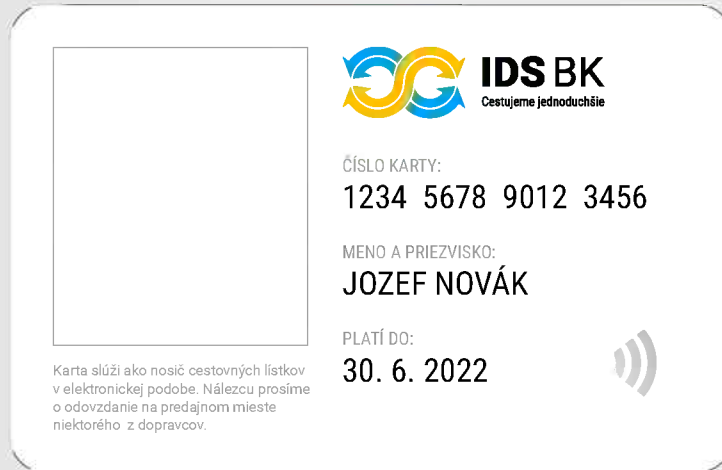 IDS BK
Cestujeme jednoduchšie
ČÍSLO KARTY:
1234 5678 9012 3456
MENO A PRIEZVISKO:
JOZEF NOVÁK
PLATÍ DO:
30. 6. 2022
Karta slúži ako nosič cestovných lístkov
v elektronickej podobe. Nálezcu prosíme
o odovzdanie na predajnom mieste
niektorého z dopravcov.